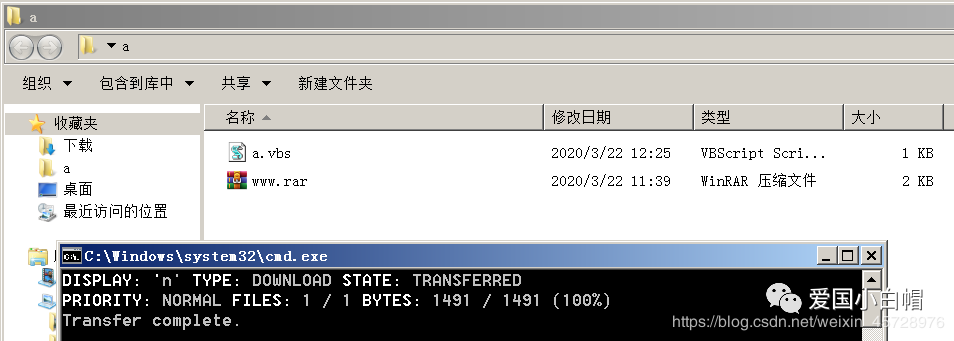 a
a
组织 包含到库中 共享 新建文件夹
名称 修改日期 类型 大小
收藏夹
下载
a
桌面
最近访问的位置
a.vbs 2020/3/22 12:25 VBScript Scri... 1 KB
www.rar 2020/3/22 11:39 WinRAR 压缩文件 2 KB
C:\Windows\system32\cmd.exe
DISPLAY: 'n' TYPE: DOWNLOAD STATE: TRANSFERRED
PRIORITY: NORMAL FILES: 1 / 1 BYTES: 1491 / 1491 (100%)
Transfer complete.
爱国小白帽
https://blog.csdn.net/weixin_45728976